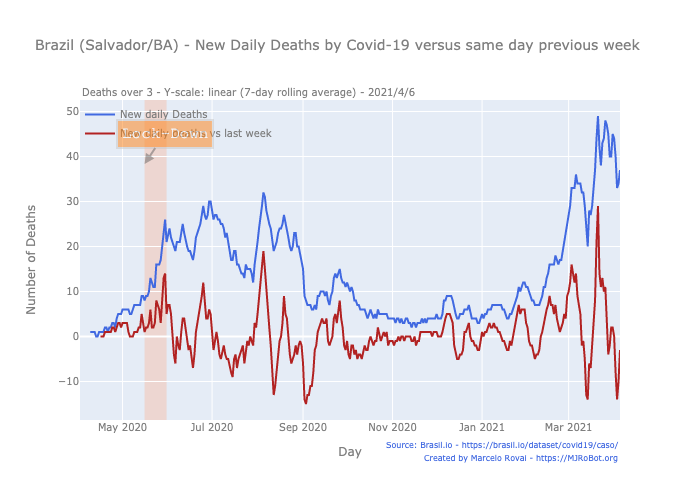 Brazil (Salvador/BA) - New Daily Deaths by Covid-19 versus same day previous week
Deaths over 3 - Y-scale: linear (7-day rolling average) - 2021/4/6
New daily Deaths
New daily Deaths vs last week
Lock-Down
50
40
30
20
10
0
−10
Number of Deaths
May 2020
Jul 2020
Sep 2020
Nov 2020
Jan 2021
Mar 2021
Day
Source: Brasil.io - https://brasil.io/dataset/covid19/caso/
Created by Marcelo Rovai - https://MJRoBot.org